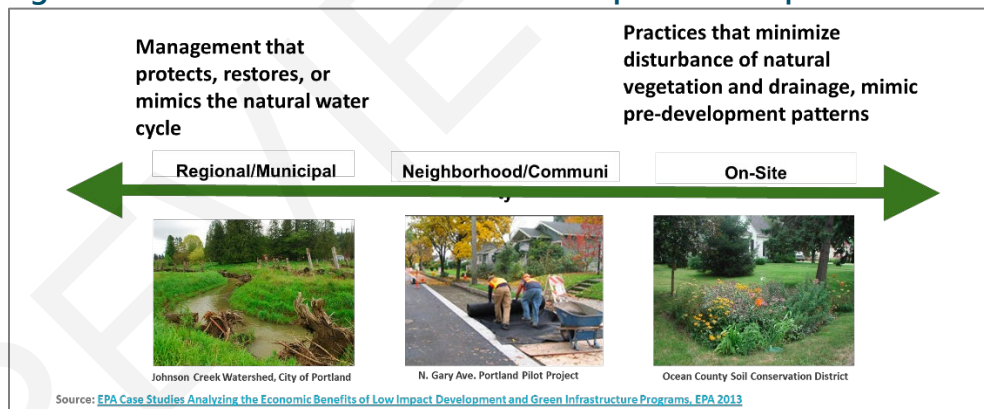 Management that
protects, restores, or
mimics the natural water
cycle
Practices that minimize
disturbance of natural
vegetation and drainage, mimic
pre-development patterns
Regional/Municipal
Neighborhood/Communi
ty
On-Site
Johnson Creek Watershed, City of Portland
N. Gary Ave. Portland Pilot Project
Ocean County Soil Conservation District
Source: EPA Case Studies Analyzing the Economic Benefits of Low Impact Development and Green Infrastructure Programs, EPA 2013